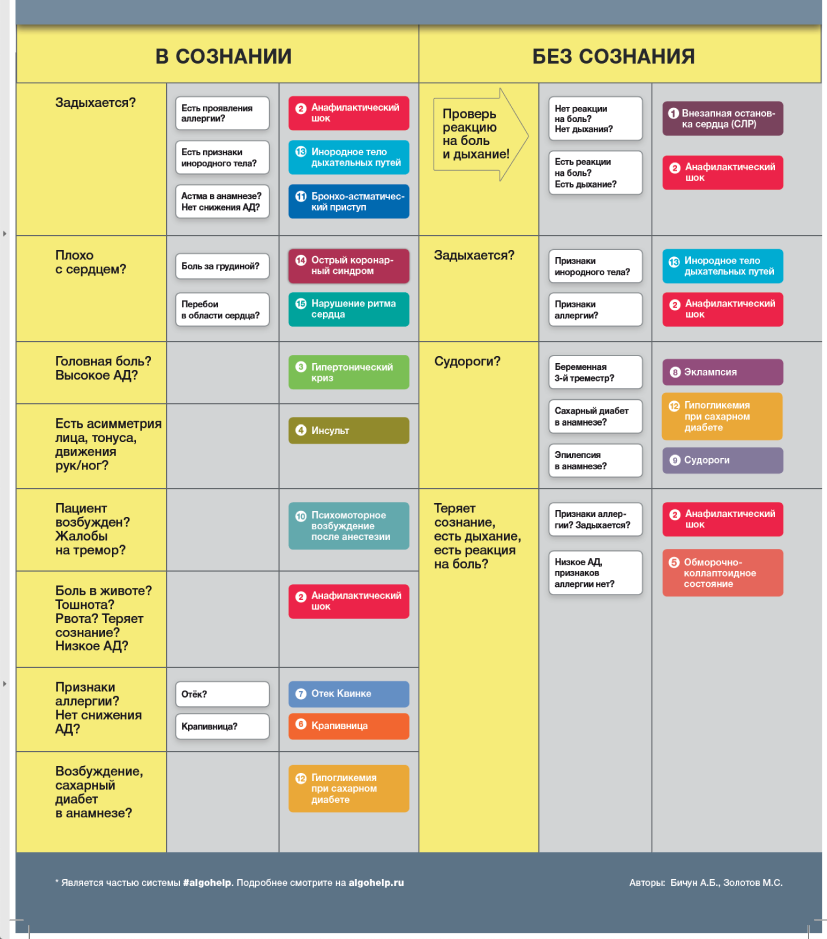 В СОЗНАНИИ
Задыхается?
Есть проявления
аллергии?
2 Анафилактический
шок
Есть признаки
инородного тела?
13 Инородное тело
дыхательных путей
Астма в анамнезе?
Нет снижения АД?
11 Бронхо-астматичес-
кий приступ
Плохо
с сердцем?
Боль за грудиной?
14 Острый коронар-
ный синдром
Перебои
в области сердца?
15 Нарушение ритма
сердца
Головная боль?
Высокое АД?
3 Гипертонический
криз
Есть асимметрия
лица, тонуса,
движения
рук/ног?
4 Инсульт
Пациент
возбужден?
Жалобы
на тремор?
10 Психомоторное
возбуждение
после анестезии
Боль в животе?
Тошнота?
Рвота? Теряет
сознание?
Низкое АД?
2 Анафилактический
шок
Признаки
аллергии?
Нет снижения
АД?
Отёк?
7 Отек Квинке
Крапивница?
6 Крапивница
Возбуждение,
сахарный
диабет
в анамнезе?
12 Гипогликемия
при сахарном
диабете
БЕЗ СОЗНАНИЯ
Проверь
реакцию
на боль
и дыхание!
Нет реакции
на боль?
Нет дыхания?
1 Внезапная останов-
ка сердца (СЛР)
Есть реакции
на боль?
Есть дыхание?
2 Анафилактический
шок
Задыхается?
Признаки
инородного тела?
13 Инородное тело
дыхательных путей
Признаки
аллергии?
2 Анафилактический
шок
Судороги?
Беременная
3-й треместр?
8 Эклампсия
Сахарный диабет
в анамнезе?
12 Гипогликемия
при сахарном
диабете
Эпилепсия
в анамнезе?
9 Судороги
Теряет
сознание,
есть дыхание,
есть реакция
на боль?
Признаки аллер-
гии? Задыхается?
2 Анафилактический
шок
Низкое АД,
признаков
аллергии нет?
5 Обморочно-
коллаптоидное
состояние
* Является частью системы #algohelp. Подробнее смотрите на algohelp.ru
Авторы: Бичун А.Б., Золотов М.С.